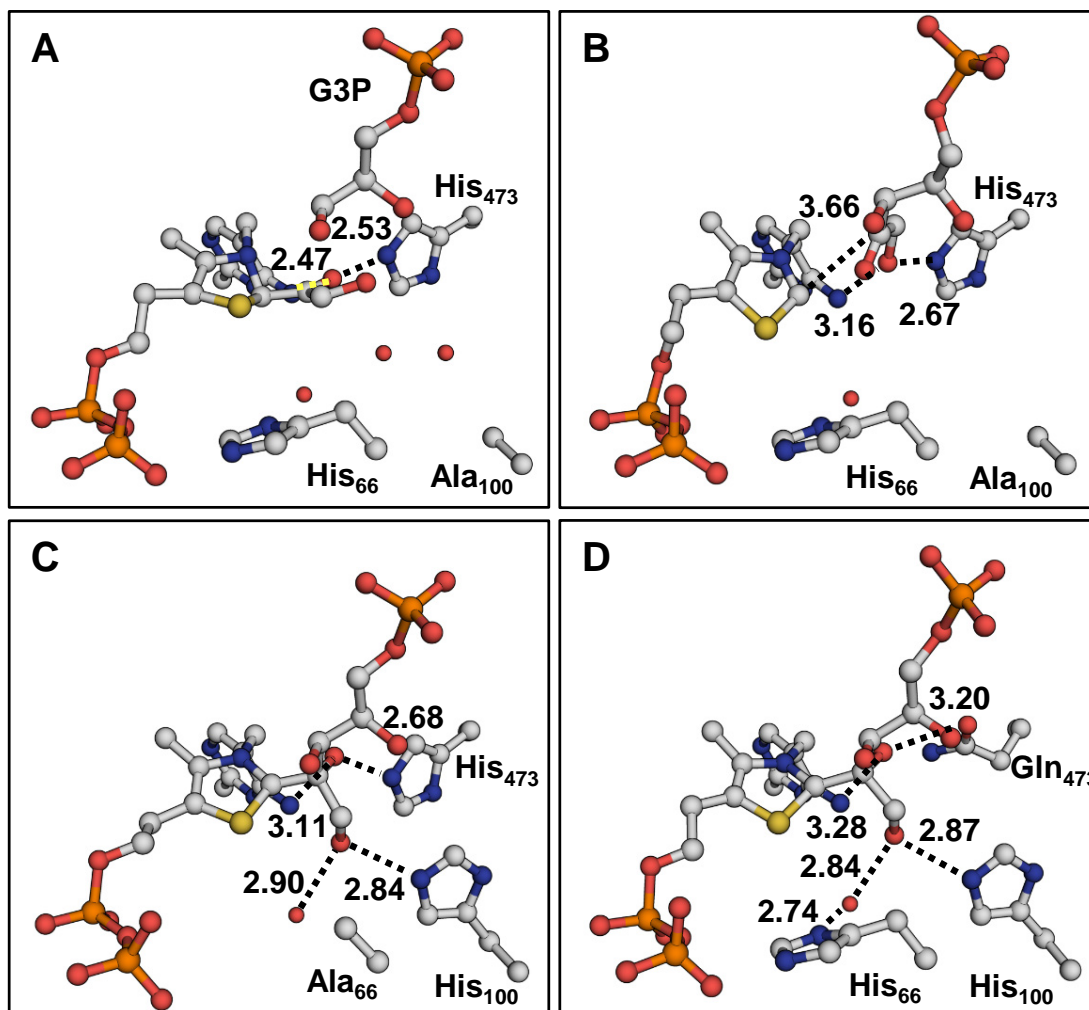 A
G3P
His473
2.53
2.47
His66
Ala100
B
His473
3.66
3.16
2.67
His66
Ala100
C
2.68
His473
3.11
2.90
2.84
Ala66
His100
D
3.20
Gln473
3.28
2.87
2.84
2.74
His66
His100